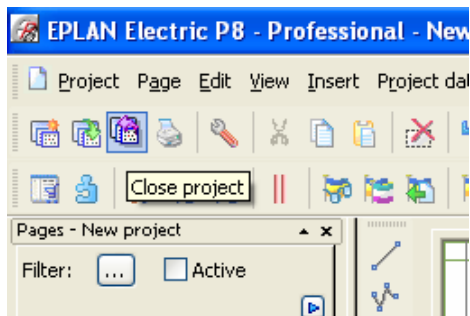 EPLAN Electric P8 - Professional - New
Project Page Edit View Insert Project dat
Close project
Pages - New project
Filter: ... Active